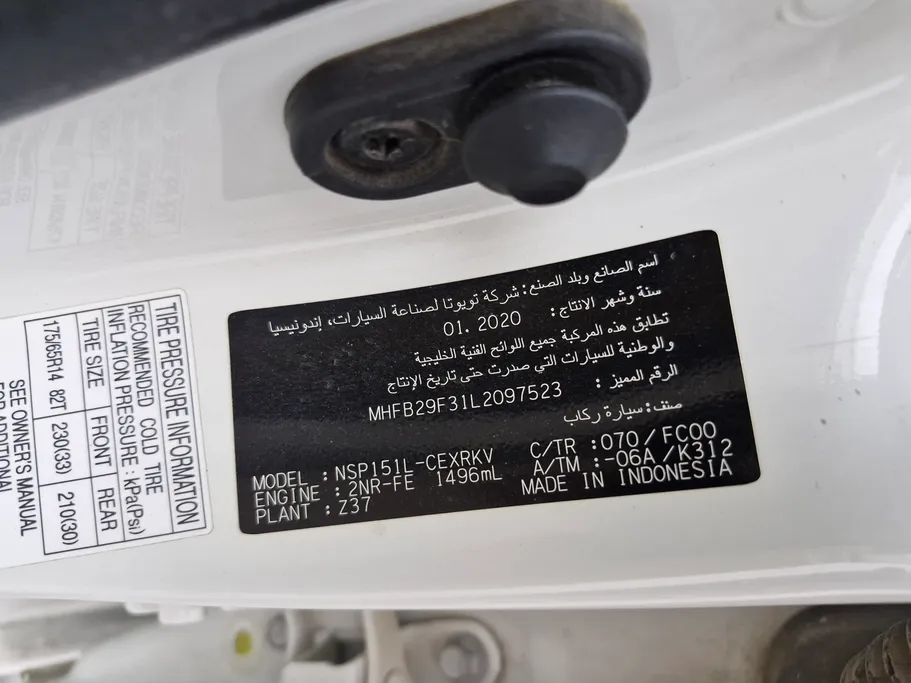 اسم الصانع وبلد الصنع: شركة تويوتا لصناعة السيارات، إندونيسيا
سنة وشهر الانتاج: 01. 2020
تطابق هذه المركبة جميع اللوائح الفنية الخليجية
والوطنية للسيارات التي صدرت حتى تاريخ الإنتاج
الرقم المميز : MHFB29F31L2097523
صنف: سيارة ركاب
MODEL : NSP151L-CEXRKV C/TR :070/FC00
ENGINE : 2NR-FE 1496mL A/TM :-06A/K312
PLANT : Z37 MADE IN INDONESIA
TIRE PRESSURE INFORMATION
RECOMMENDED COLD TIRE
INFLATION PRESSURE : kPa(Psi)
TIRE SIZE FRONT REAR
175/65R14 82T 230(33) 210(30)
SEE OWNER'S MANUAL
FOR ADDITIONAL